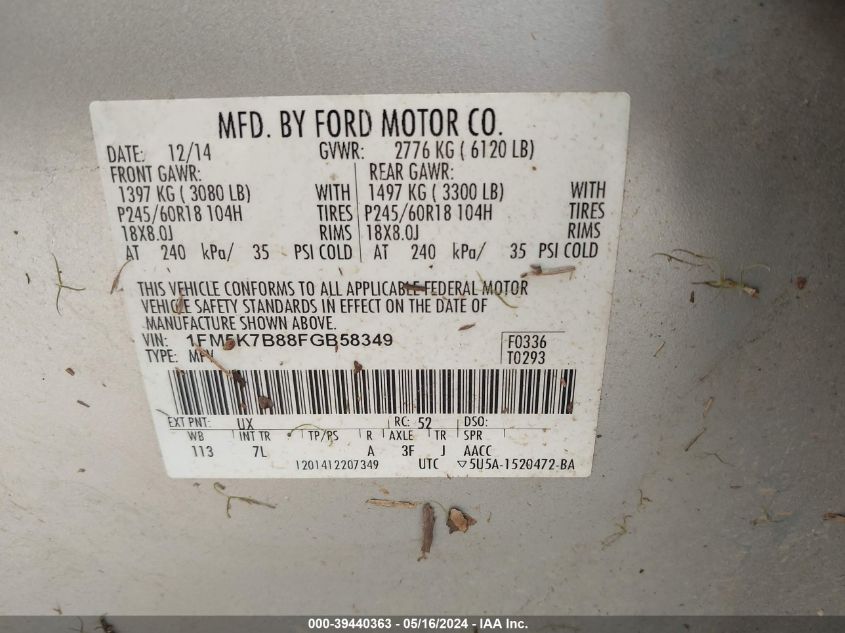 MFD. BY FORD MOTOR CO.
DATE: 12/14 GVWR: 2776 KG ( 6120 LB)
FRONT GAWR: REAR GAWR:
1397 KG ( 3080 LB) WITH 1497 KG ( 3300 LB) WITH
P245/60R18 104H TIRES P245/60R18 104H TIRES
18X8.0J RIMS 18X8.0J RIMS
AT 240 kPa/ 35 PSI COLD AT 240 kPa/ 35 PSI COLD
THIS VEHICLE CONFORMS TO ALL APPLICABLE FEDERAL MOTOR
VEHICLE SAFETY STANDARDS IN EFFECT ON THE DATE OF
MANUFACTURE SHOWN ABOVE.
VIN: 1FM5K7B88FGB58349 F0336
TYPE: MPV T0293
EXT PNT: UX RC: 52 DSO:
WB INT TR TP/PS R AXLE TR SPR
113 7L A 3F J AACC
1201412207349 UTC ▽5U5A-1520472-BA
000-39440363 - 05/16/2024 - U.S. IAA, Inc.